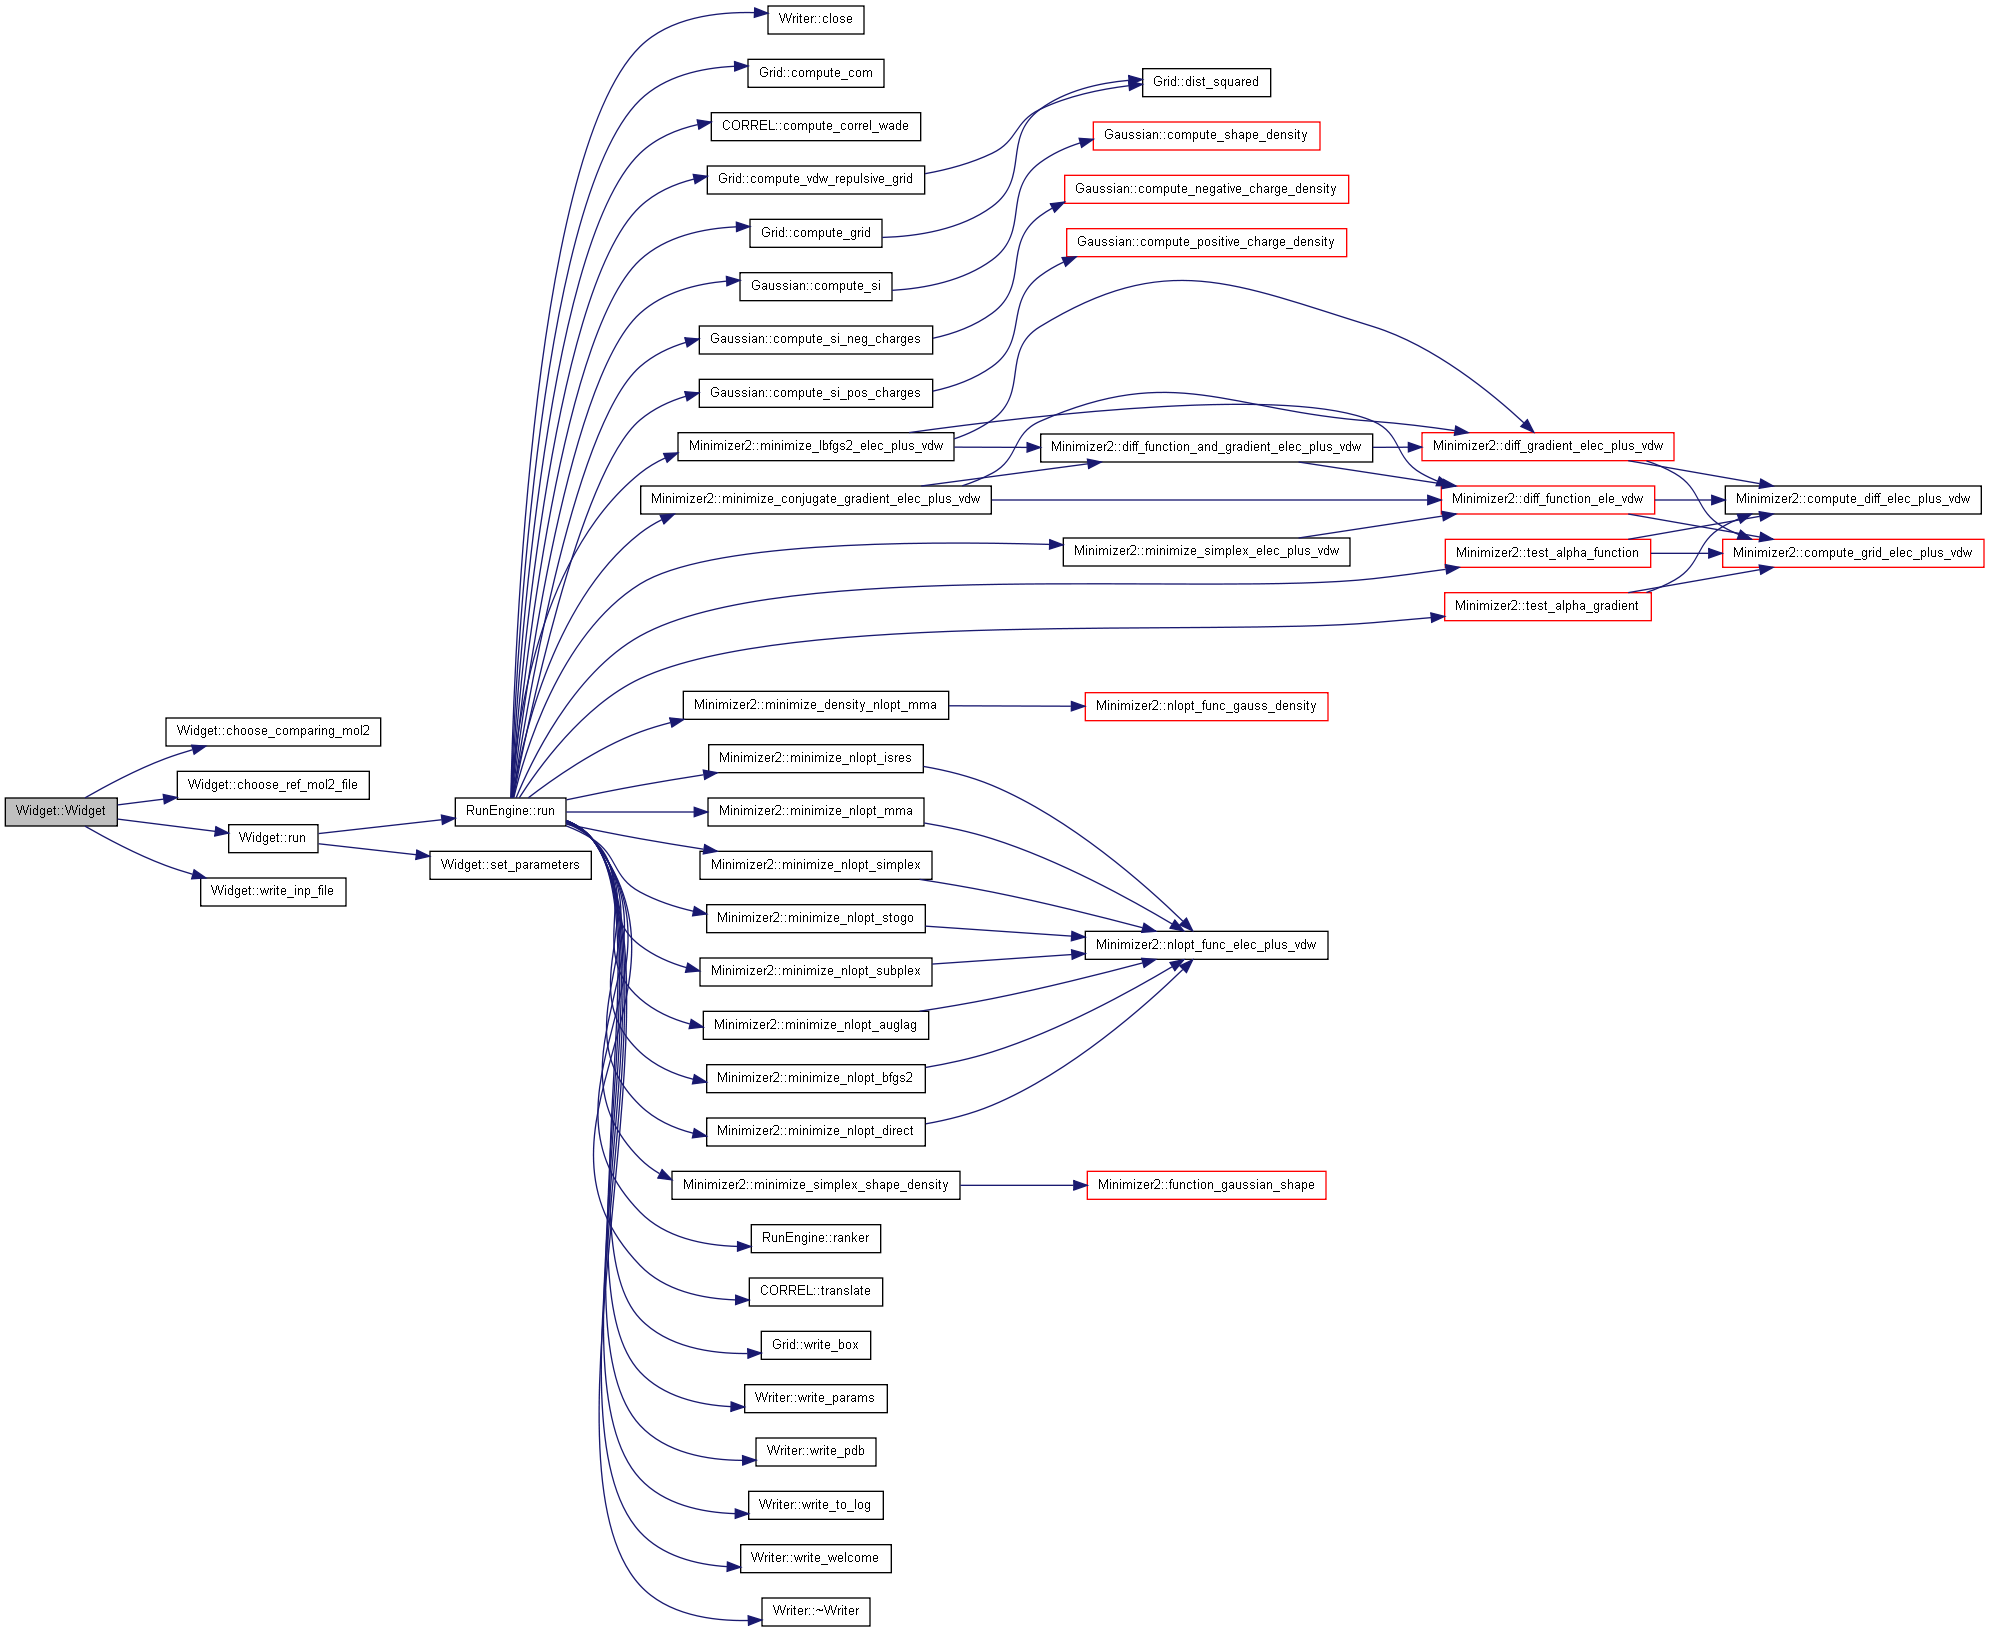 Writer::close
Grid::compute_com
Grid::dist_squared
CORREL::compute_correl_wade
Gaussian::compute_shape_density
Grid::compute_vdw_repulsive_grid
Gaussian::compute_negative_charge_density
Grid::compute_grid
Gaussian::compute_positive_charge_density
Gaussian::compute_si
Gaussian::compute_si_neg_charges
Gaussian::compute_si_pos_charges
Minimizer2::minimize_lbfgs2_elec_plus_vdw
Minimizer2::diff_function_and_gradient_elec_plus_vdw
Minimizer2::diff_gradient_elec_plus_vdw
Minimizer2::minimize_conjugate_gradient_elec_plus_vdw
Minimizer2::diff_function_ele_vdw
Minimizer2::compute_diff_elec_plus_vdw
Minimizer2::minimize_simplex_elec_plus_vdw
Minimizer2::test_alpha_function
Minimizer2::compute_grid_elec_plus_vdw
Minimizer2::test_alpha_gradient
Minimizer2::minimize_density_nlopt_mma
Minimizer2::nlopt_func_gauss_density
Widget::choose_comparing_mol2
Minimizer2::minimize_nlopt_isres
Widget::choose_ref_mol2_file
Widget::Widget
RunEngine::run
Minimizer2::minimize_nlopt_mma
Widget::run
Widget::set_parameters
Minimizer2::minimize_nlopt_simplex
Widget::write_inp_file
Minimizer2::minimize_nlopt_stogo
Minimizer2::nlopt_func_elec_plus_vdw
Minimizer2::minimize_nlopt_subplex
Minimizer2::minimize_nlopt_auglag
Minimizer2::minimize_nlopt_bfgs2
Minimizer2::minimize_nlopt_direct
Minimizer2::minimize_simplex_shape_density
Minimizer2::function_gaussian_shape
RunEngine::ranker
CORREL::translate
Grid::write_box
Writer::write_params
Writer::write_pdb
Writer::write_to_log
Writer::write_welcome
Writer::~Writer